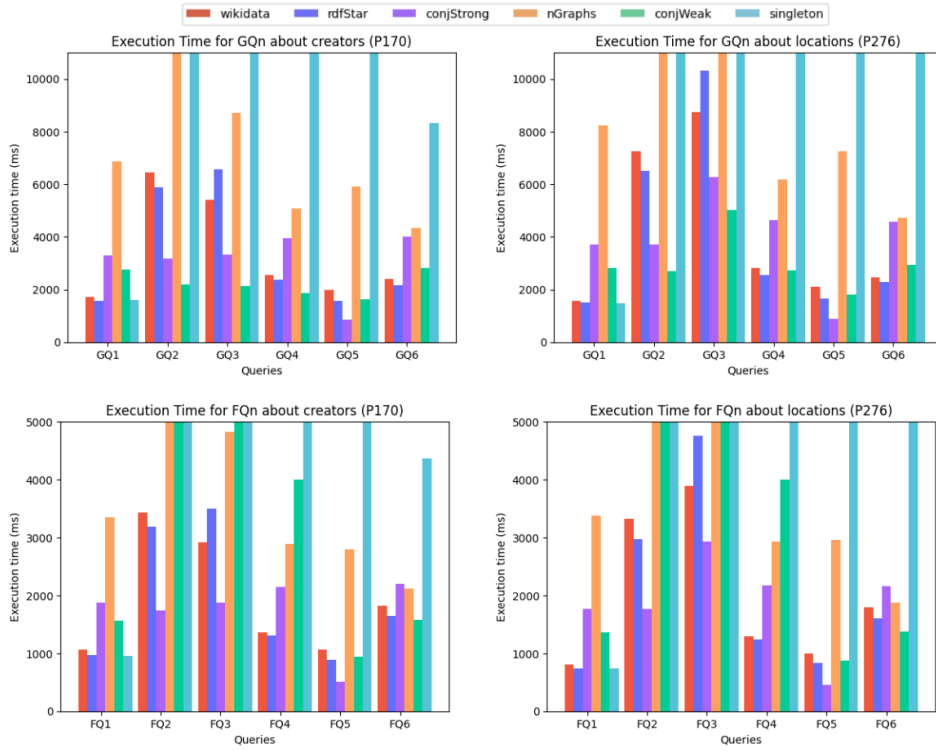 wikidata rdfStar conjStrong nGraphs conjWeak singleton
Execution Time for GQn about creators (P170)
Execution time (ms)
10000
8000
6000
4000
2000
0
GQ1 GQ2 GQ3 GQ4 GQ5 GQ6
Queries
Execution Time for GQn about locations (P276)
Execution time (ms)
10000
8000
6000
4000
2000
0
GQ1 GQ2 GQ3 GQ4 GQ5 GQ6
Queries
Execution Time for FQn about creators (P170)
Execution time (ms)
5000
4000
3000
2000
1000
0
FQ1 FQ2 FQ3 FQ4 FQ5 FQ6
Queries
Execution Time for FQn about locations (P276)
Execution time (ms)
5000
4000
3000
2000
1000
0
FQ1 FQ2 FQ3 FQ4 FQ5 FQ6
Queries